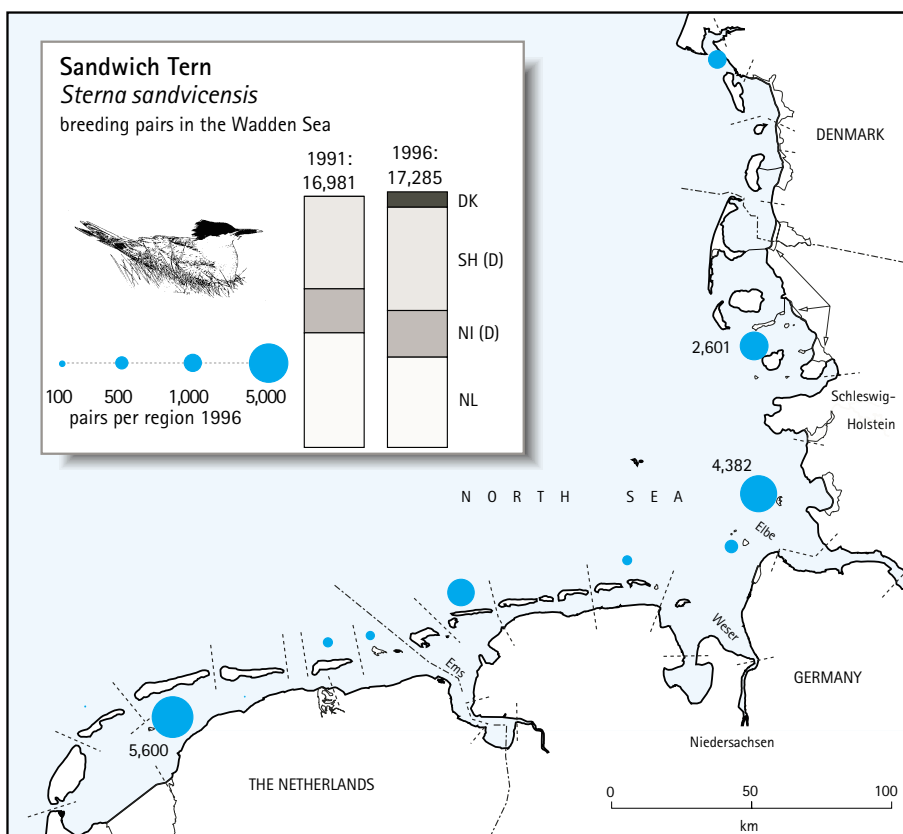 Sandwich Tern
Sterna sandvicensis
breeding pairs in the Wadden Sea
1991:
16,981
1996:
17,285
DK
SH (D)
NI (D)
NL
100
500
1,000
5,000
pairs per region 1996
DENMARK
2,601
Schleswig-
Holstein
4,382
NORTH SEA
Elbe
Weser
Ems
GERMANY
5,600
Niedersachsen
THE NETHERLANDS
0
50
100
km